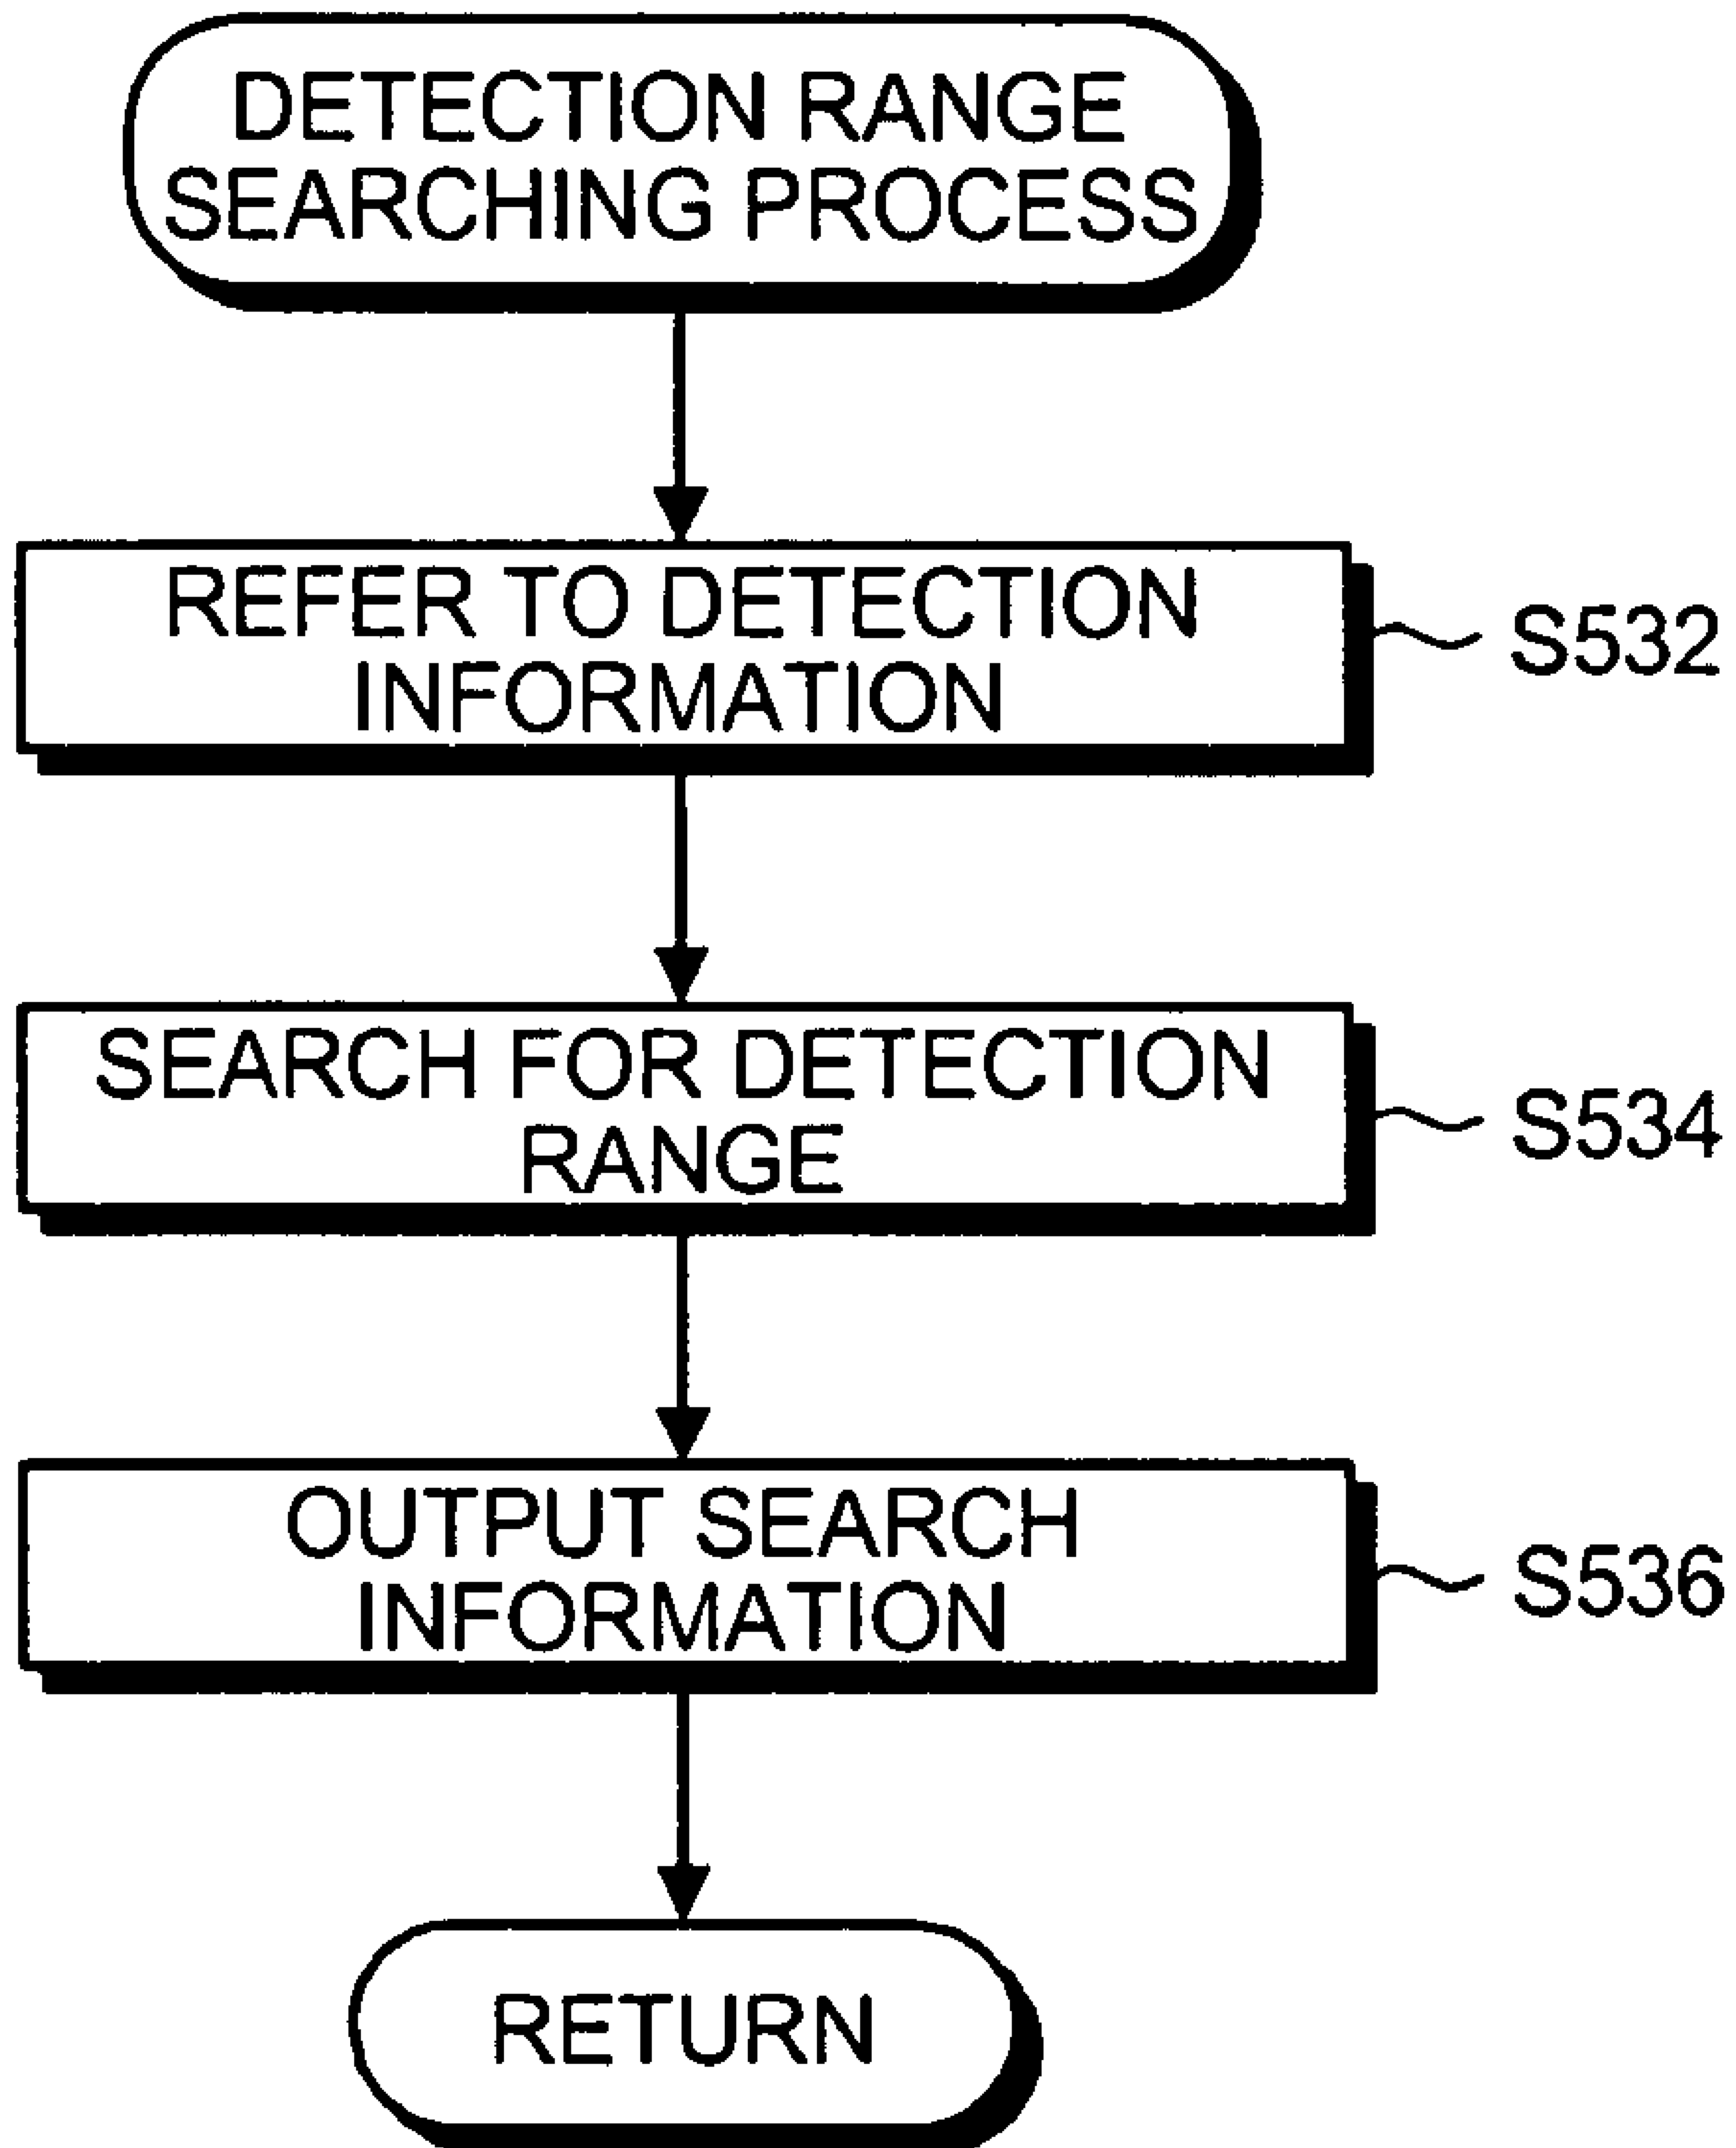 DETECTION RANGE
SEARCHING PROCESS
REFER TO DETECTION
INFORMATION
S532
SEARCH FOR DETECTION
RANGE
S534
OUTPUT SEARCH
INFORMATION
S536
RETURN